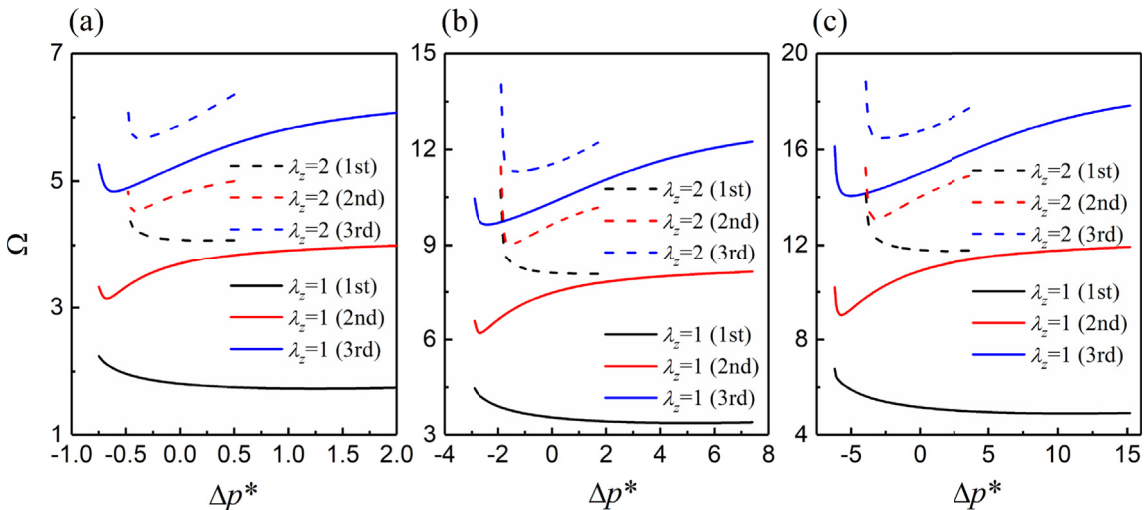 (a)
(b)
(c)
Ω
7
5
3
1
-1.0 -0.5 0.0 0.5 1.0 1.5 2.0
Δp*
λz=2 (1st)
λz=2 (2nd)
λz=2 (3rd)
λz=1 (1st)
λz=1 (2nd)
λz=1 (3rd)
15
12
9
6
3
-4 -2 0 2 4 6 8
Δp*
λz=2 (1st)
λz=2 (2nd)
λz=2 (3rd)
λz=1 (1st)
λz=1 (2nd)
λz=1 (3rd)
20
16
12
8
4
-5 0 5 10 15
Δp*
λz=2 (1st)
λz=2 (2nd)
λz=2 (3rd)
λz=1 (1st)
λz=1 (2nd)
λz=1 (3rd)